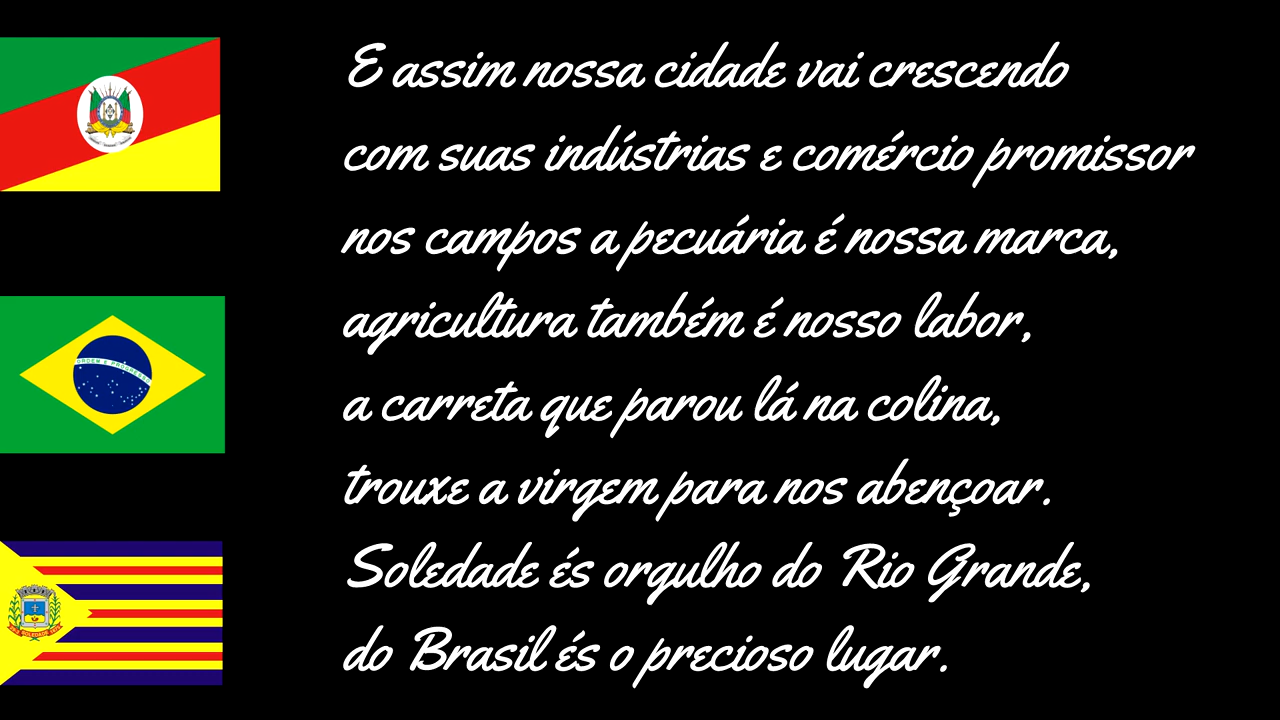 E assim nossa cidade vai crescendo
com suas indústrias e comércio promissor
nos campos a pecuária é nossa marca,
agricultura também é nosso labor,
a carreta que parou lá na colina,
trouxe a virgem para nos abençoar.
Soledade és orgulho do Rio Grande,
do Brasil és o precioso lugar.
ORDEM E PROGRESSO